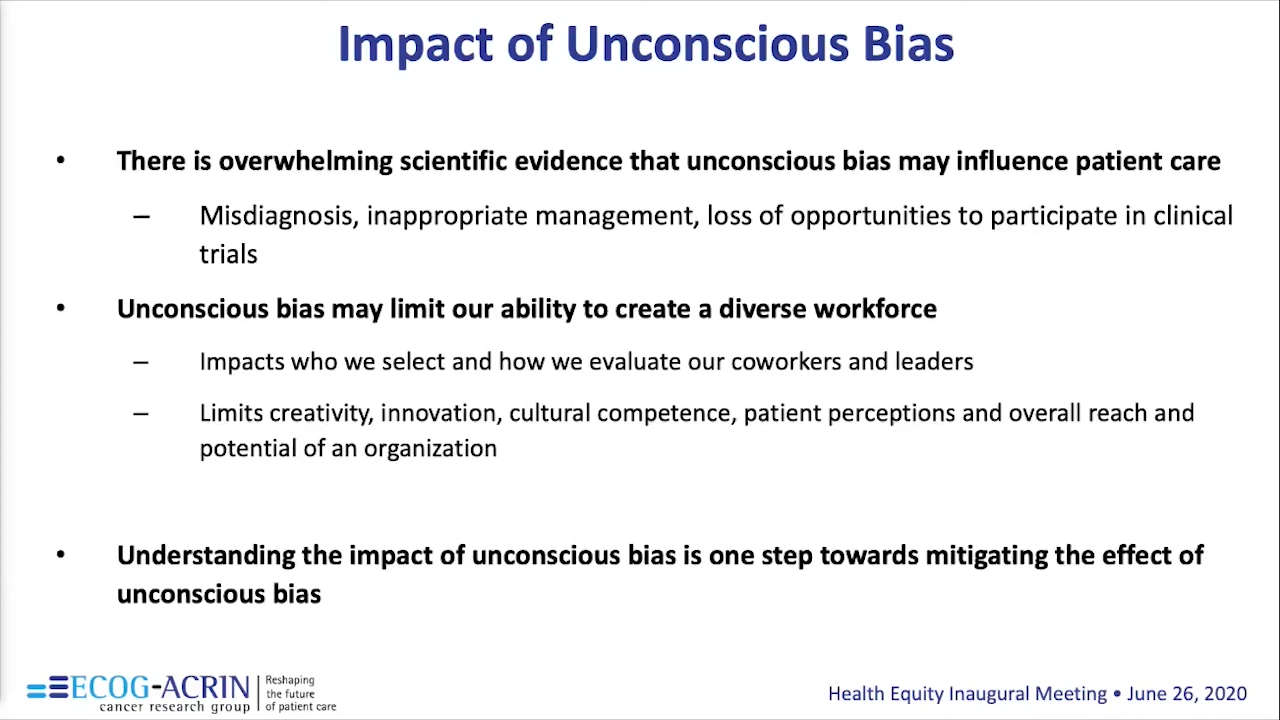 Impact of Unconscious Bias
• There is overwhelming scientific evidence that unconscious bias may influence patient care
– Misdiagnosis, inappropriate management, loss of opportunities to participate in clinical
trials
• Unconscious bias may limit our ability to create a diverse workforce
– Impacts who we select and how we evaluate our coworkers and leaders
– Limits creativity, innovation, cultural competence, patient perceptions and overall reach and
potential of an organization
• Understanding the impact of unconscious bias is one step towards mitigating the effect of
unconscious bias
ECOG-ACRIN
cancer research group
Reshaping
the future
of patient care
Health Equity Inaugural Meeting • June 26, 2020